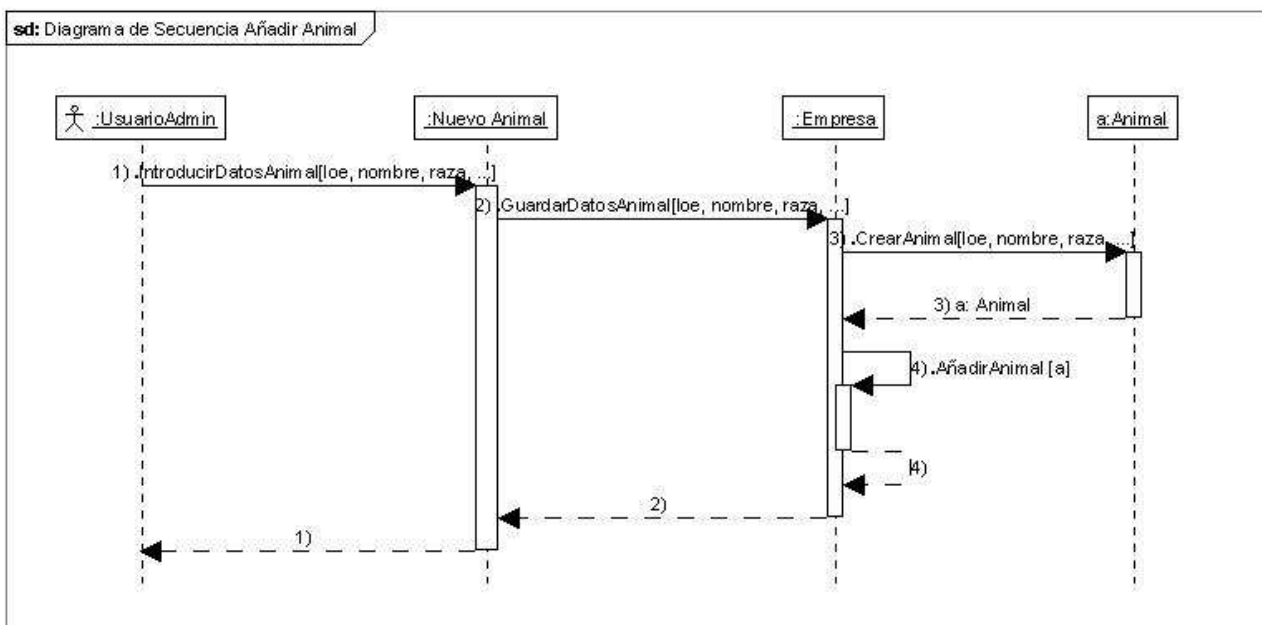 sd: Diagrama de Secuencia Añadir Animal
:UsuarioAdmin
:Nuevo Animal
:Empresa
a:Animal
1) .IntroducirDatosAnimal[loe, nombre, raza, ...]
2) .GuardarDatosAnimal[loe, nombre, raza, ...]
3) .CrearAnimal[loe, nombre, raza, ...]
3) a: Animal
4) .AñadirAnimal [a]
4)
2)
1)